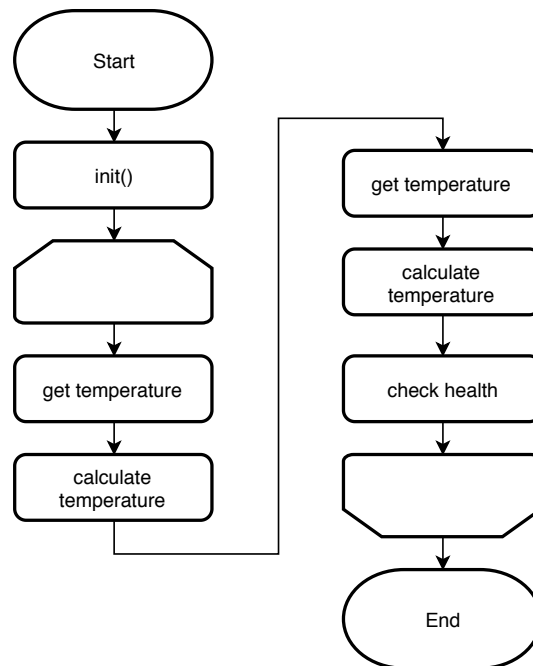 Start
init()
get temperature
calculate
temperature
get temperature
calculate
temperature
check health
End